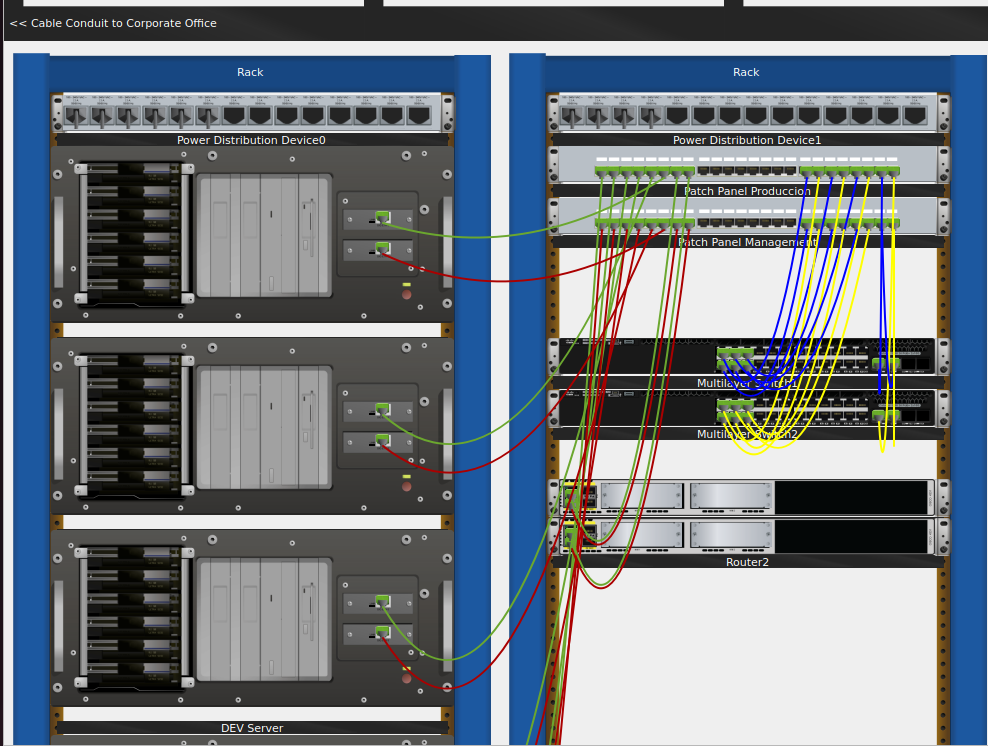 << Cable Conduit to Corporate Office
Rack
Rack
Power Distribution Device0
Power Distribution Device1
Patch Panel Produccion
Patch Panel Management
Multilayer Switch1
Multilayer Switch2
Router2
DEV Server